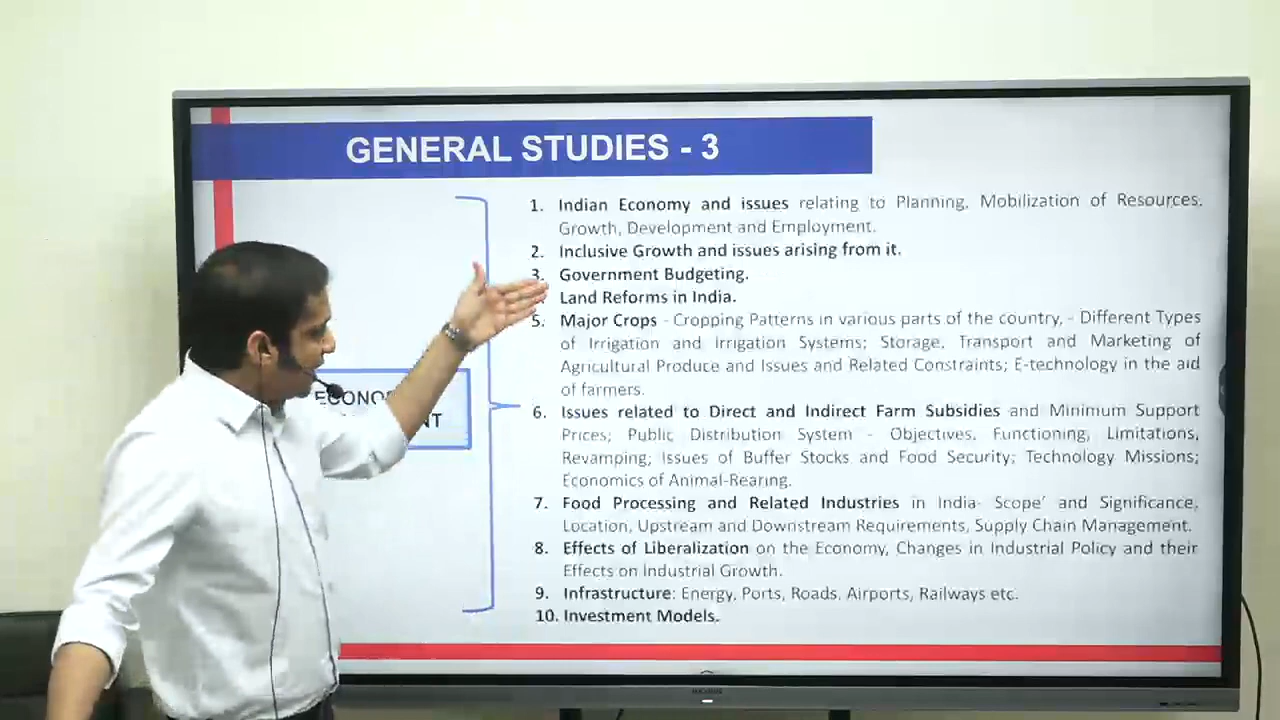 GENERAL STUDIES - 3
1. Indian Economy and issues relating to Planning, Mobilization of Resources,
Growth, Development and Employment.
2. Inclusive Growth and issues arising from it.
3. Government Budgeting.
Land Reforms in India.
5. Major Crops - Cropping Patterns in various parts of the country, - Different Types
of Irrigation and Irrigation Systems; Storage, Transport and Marketing of
Agricultural Produce and Issues and Related Constraints; E-technology in the aid
of farmers.
6. Issues related to Direct and Indirect Farm Subsidies and Minimum Support
Prices; Public Distribution System - Objectives, Functioning, Limitations,
Revamping; Issues of Buffer Stocks and Food Security; Technology Missions;
Economics of Animal-Rearing.
7. Food Processing and Related Industries in India- Scope' and Significance,
Location, Upstream and Downstream Requirements, Supply Chain Management.
8. Effects of Liberalization on the Economy, Changes in Industrial Policy and their
Effects on Industrial Growth.
9. Infrastructure: Energy, Ports, Roads, Airports, Railways etc.
10. Investment Models.